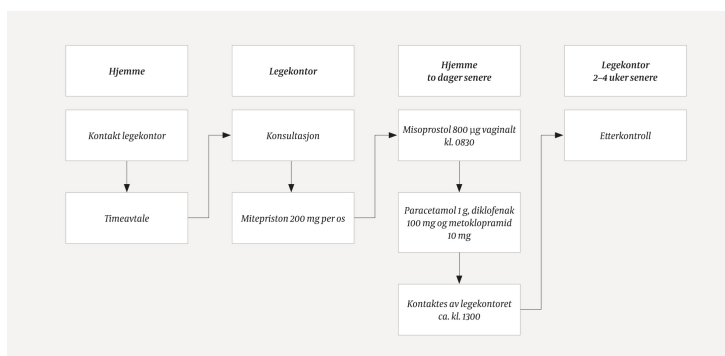 Hjemme
Legekontor
Hjemme
to dager senere
Legekontor
2–4 uker senere
Kontakt legekontor
Timeavtale
Konsultasjon
Mitepriston 200 mg per os
Misoprostol 800 µg vaginalt
kl. 0830
Paracetamol 1 g, diklofenak
100 mg og metoklopramid
10 mg
Kontaktes av legekontoret
ca. kl. 1300
Etterkontroll